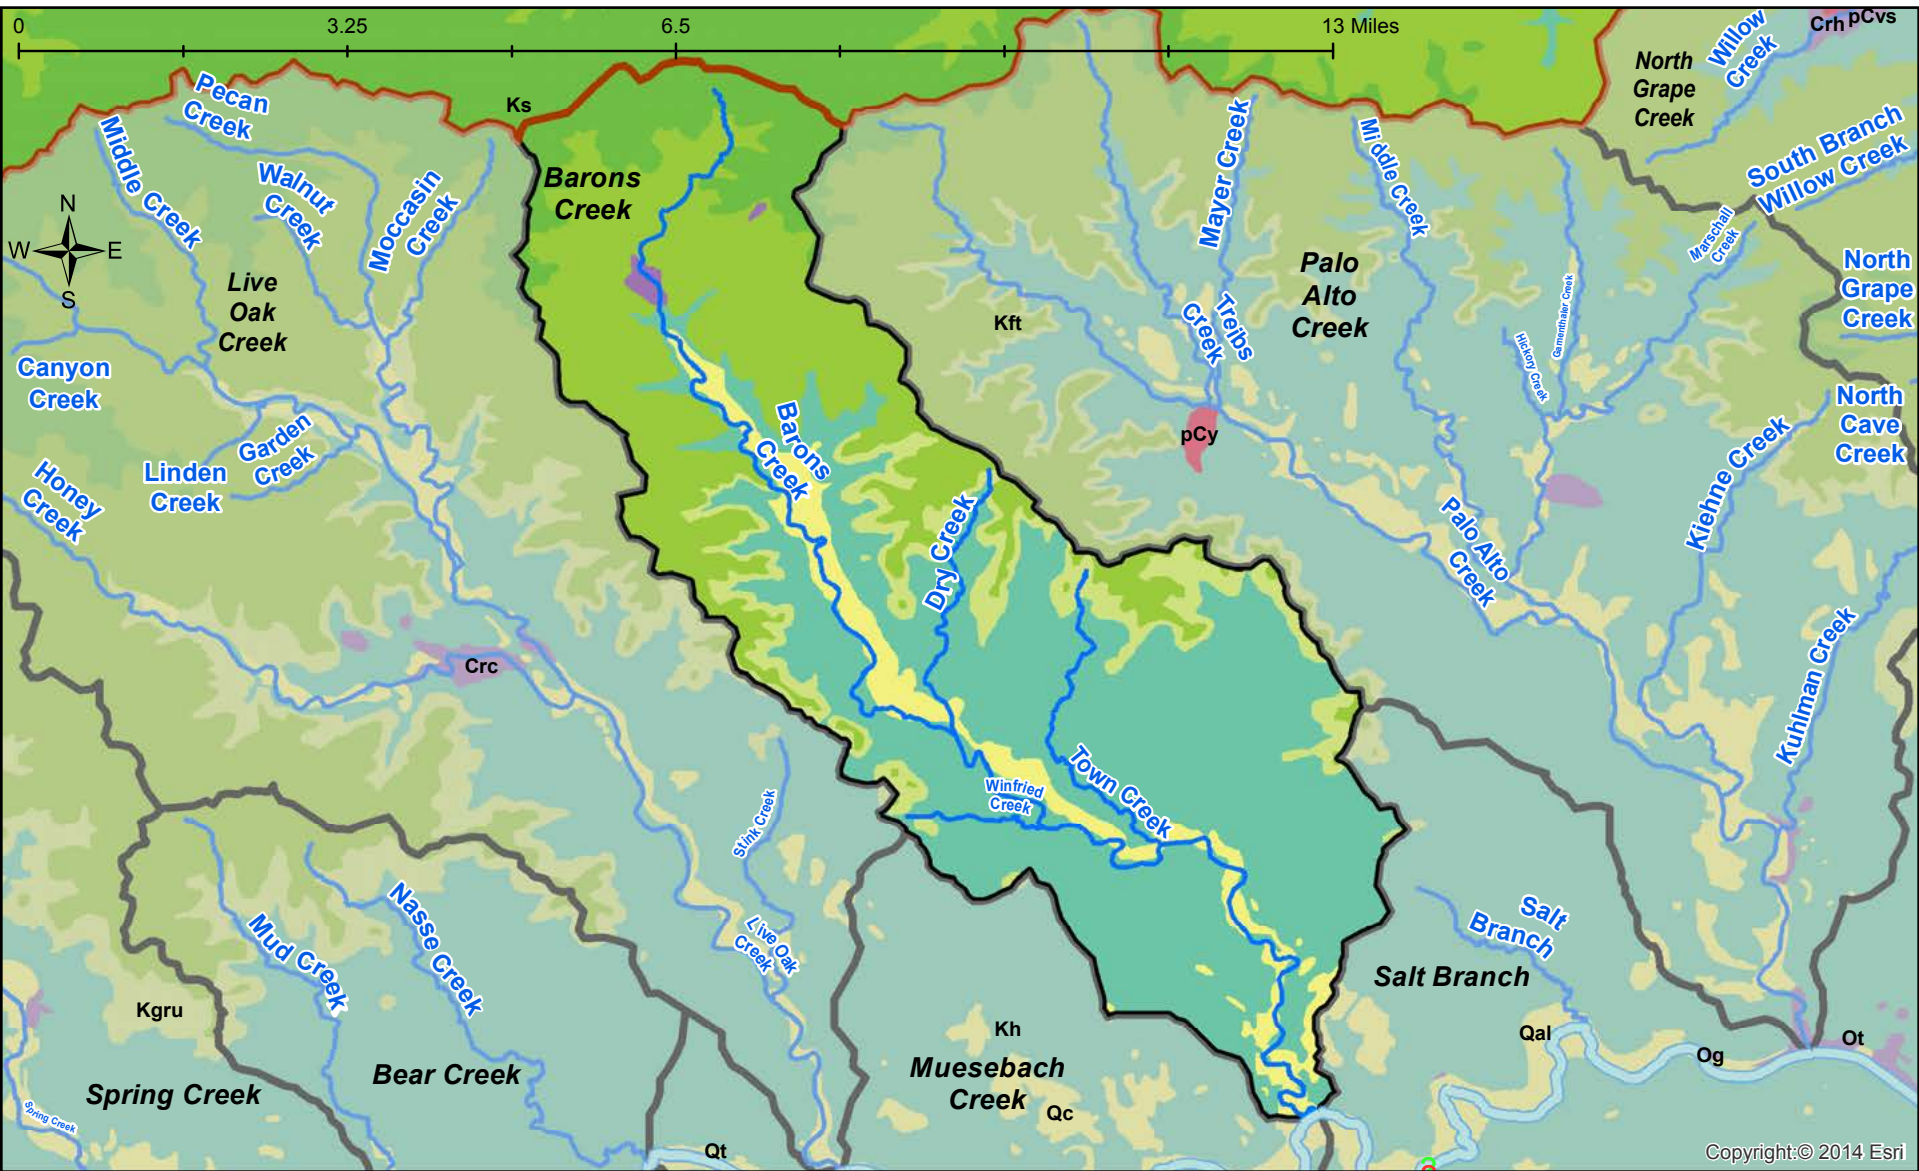 0
3.25
6.5
13 Miles
Crh
pCvs
Willow
Creek
North
Grape
Creek
South Branch
Willow Creek
Pecan
Creek
Ks
Middle Creek
Walnut
Creek
Moccasin
Creek
Barons
Creek
Mayer Creek
Middle Creek
Marschall
Creek
N
W
E
S
Live
Oak
Creek
Kft
Treibs
Creek
Palo
Alto
Creek
Gamenthaler Creek
Hickory Creek
North
Grape
Creek
Canyon
Creek
Garden
Creek
Linden
Creek
Honey
Creek
Barons
Creek
Dry Creek
pCy
Palo Alto
Creek
Kiehne Creek
North
Cave
Creek
Crc
Kuhlman Creek
Stink Creek
Winfried
Creek
Town Creek
Mud Creek
Nasse Creek
Live Oak
Creek
Salt
Branch
Salt Branch
Kgru
Kh
Qal
Og
Ot
Spring Creek
Bear Creek
Muesebach
Creek
Qc
Spring Creek
Qt
Copyright:© 2014 Esri